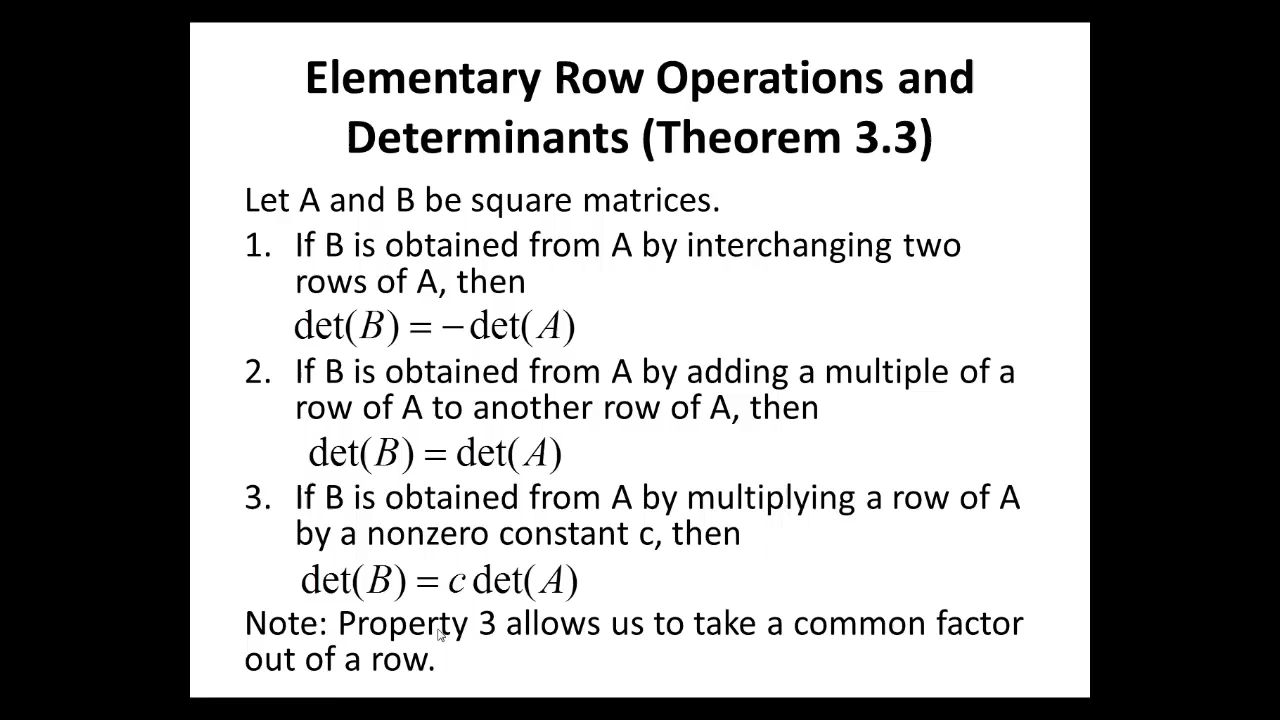 Elementary Row Operations and
Determinants (Theorem 3.3)
Let A and B be square matrices.
1. If B is obtained from A by interchanging two
rows of A, then
det(B) = −det(A)
2. If B is obtained from A by adding a multiple of a
row of A to another row of A, then
det(B) = det(A)
3. If B is obtained from A by multiplying a row of A
by a nonzero constant c, then
det(B) = c det(A)
Note: Property 3 allows us to take a common factor
out of a row.